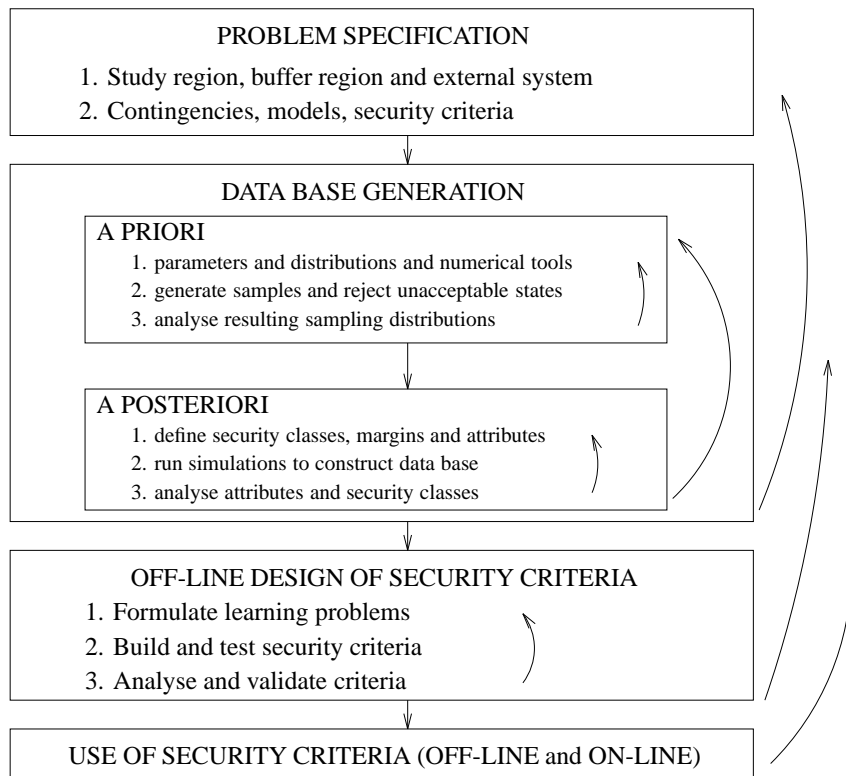 PROBLEM SPECIFICATION
1. Study region, buffer region and external system
2. Contingencies, models, security criteria
DATA BASE GENERATION
A PRIORI
1. parameters and distributions and numerical tools
2. generate samples and reject unacceptable states
3. analyse resulting sampling distributions
A POSTERIORI
1. define security classes, margins and attributes
2. run simulations to construct data base
3. analyse attributes and security classes
OFF-LINE DESIGN OF SECURITY CRITERIA
1. Formulate learning problems
2. Build and test security criteria
3. Analyse and validate criteria
USE OF SECURITY CRITERIA (OFF-LINE and ON-LINE)